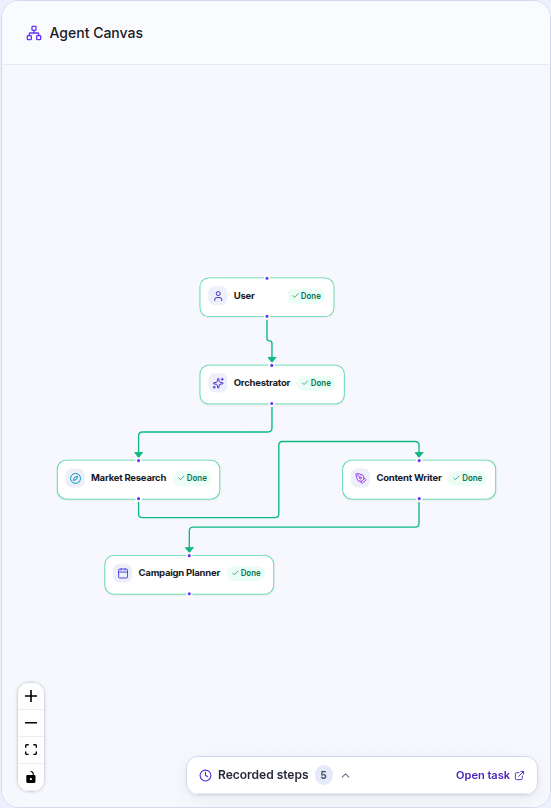 Agent Canvas
User Done
Orchestrator Done
Market Research Done
Content Writer Done
Campaign Planner Done
Recorded steps 5
Open task